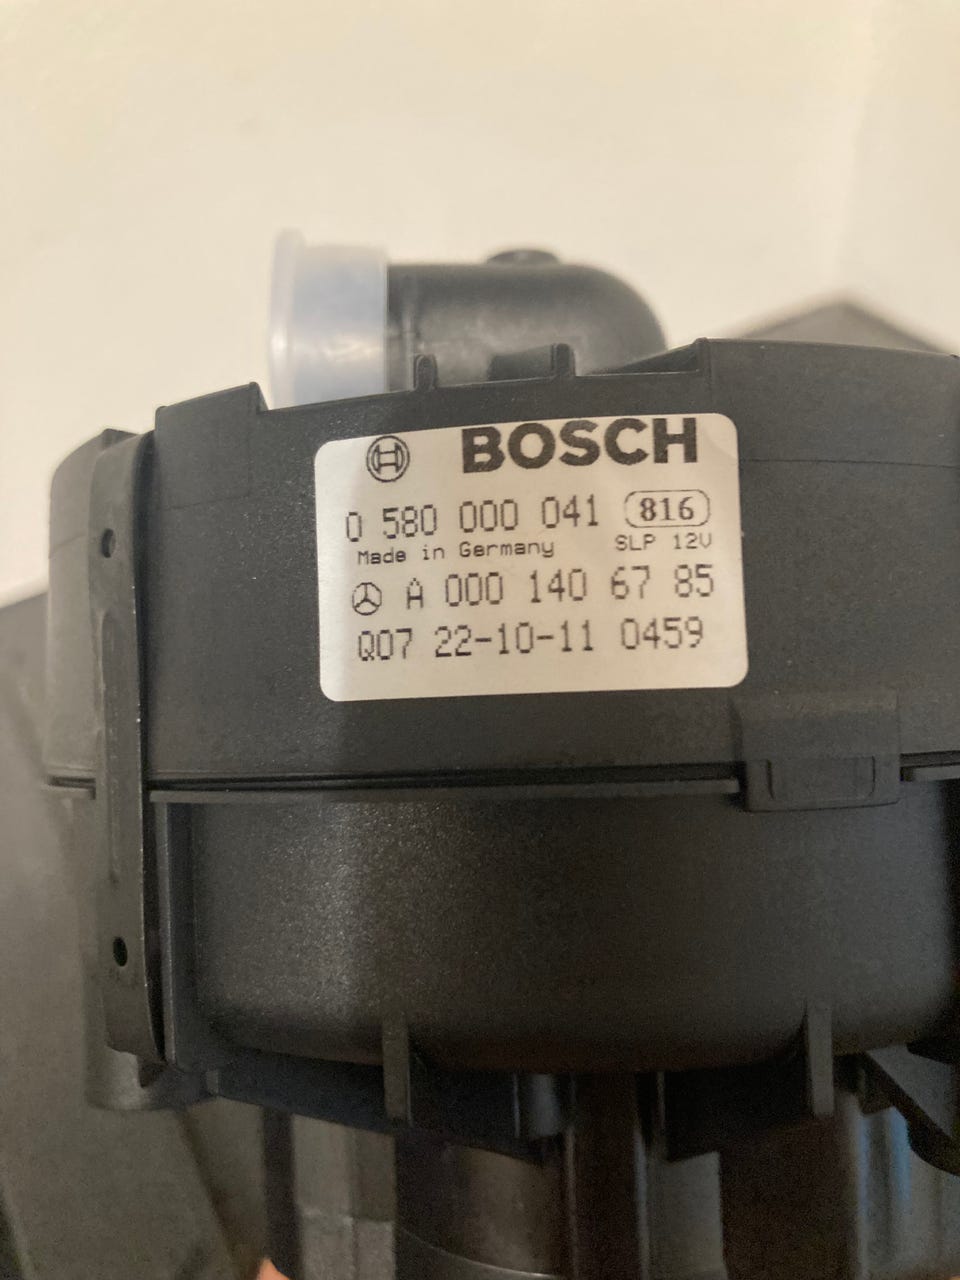 BOSCH
0 580 000 041 816
Made in Germany SLP 12V
A 000 140 67 85
Q07 22-10-11 0459